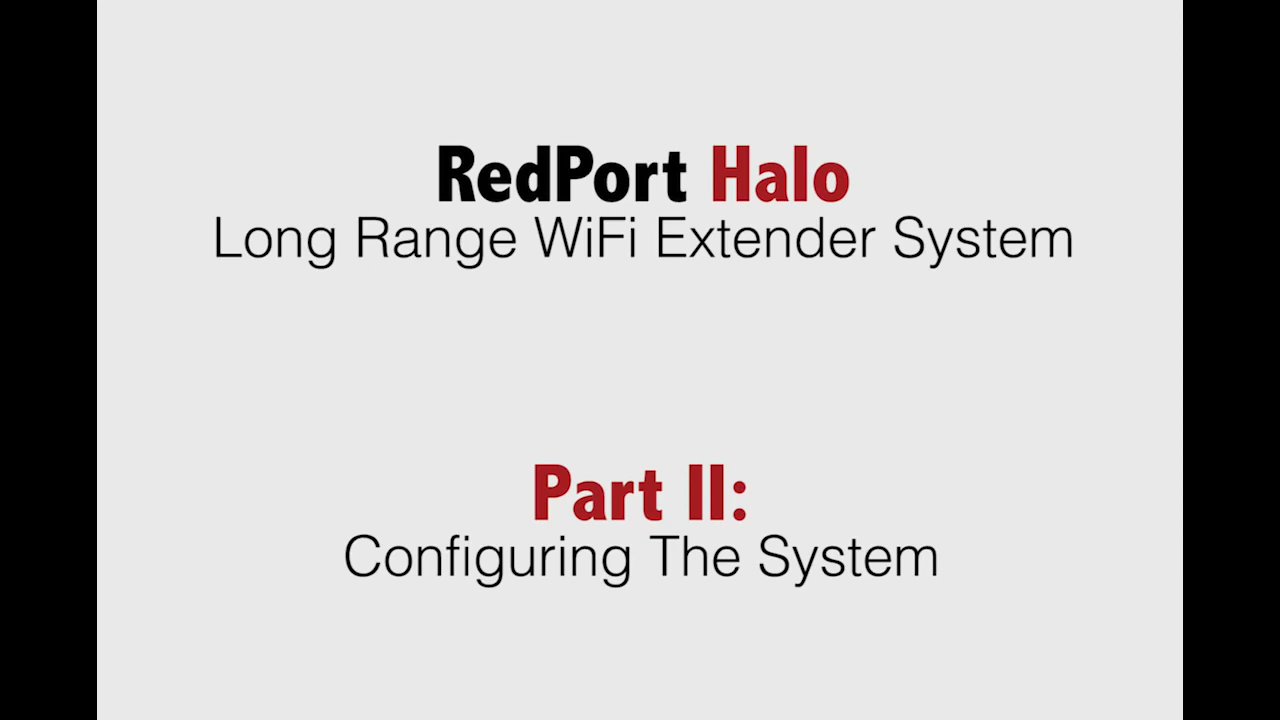 RedPort Halo
Long Range WiFi Extender System
Part II:
Configuring The System